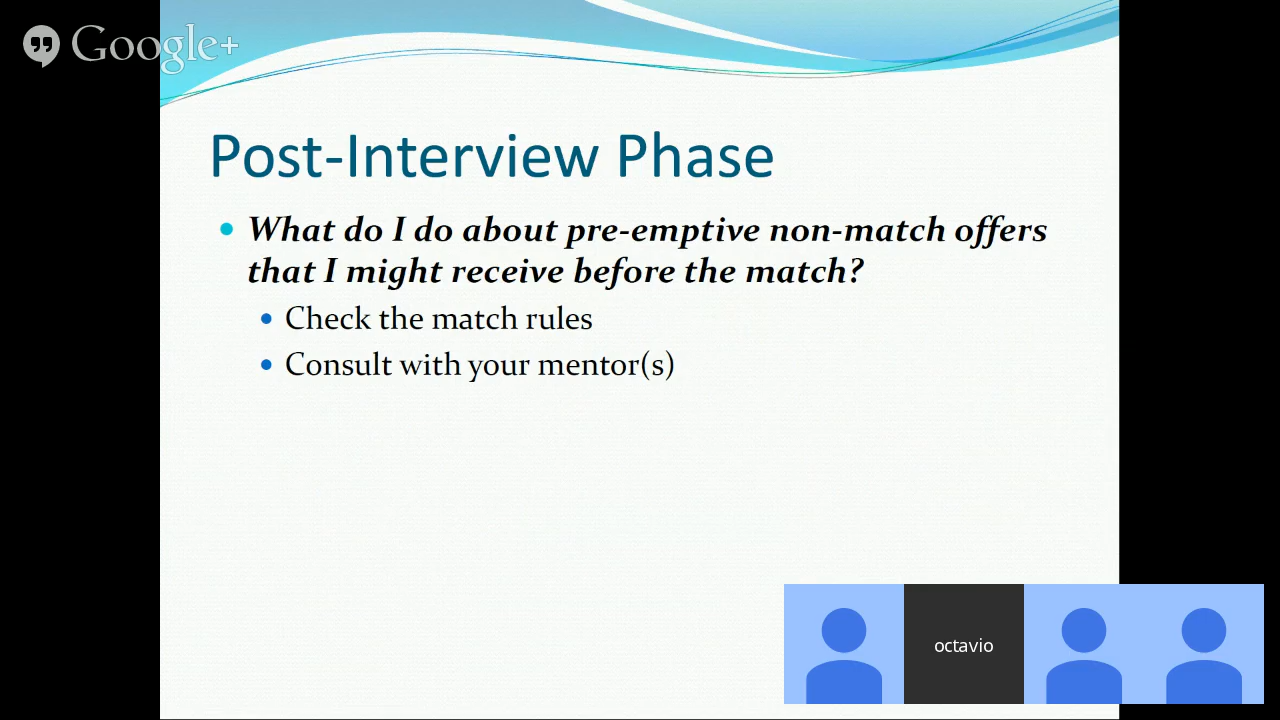 Google+
Post-Interview Phase
What do I do about pre-emptive non-match offers
that I might receive before the match?
Check the match rules
Consult with your mentor(s)
octavio